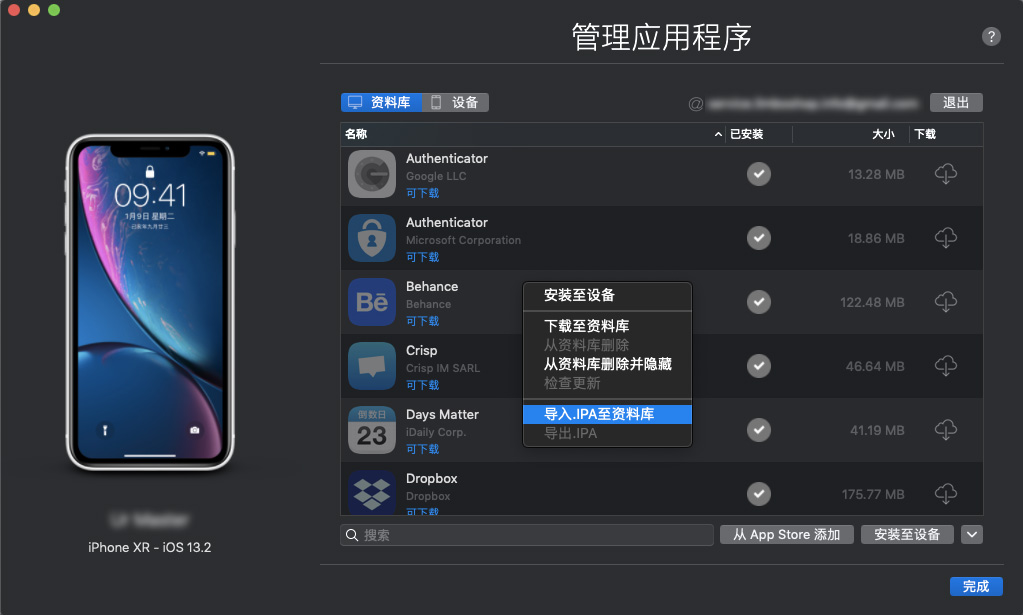 管理应用程序
?
资料库 设备
退出
名称 已安装 大小 下载
Authenticator
Google LLC
可下载
13.28 MB
Authenticator
Microsoft Corporation
可下载
18.86 MB
Behance
Behance
可下载
Bē
122.48 MB
Crisp
Crisp IM SARL
可下载
46.64 MB
Days Matter
iDaily Corp.
可下载
倒数日
23
41.19 MB
Dropbox
Dropbox
可下载
175.77 MB
安装至设备
下载至资料库
从资料库删除
从资料库删除并隐藏
检查更新
导入.IPA至资料库
导出.IPA
搜索
从 App Store 添加
安装至设备
完成
09:41
1月9日 星期二
iPhone XR - iOS 13.2